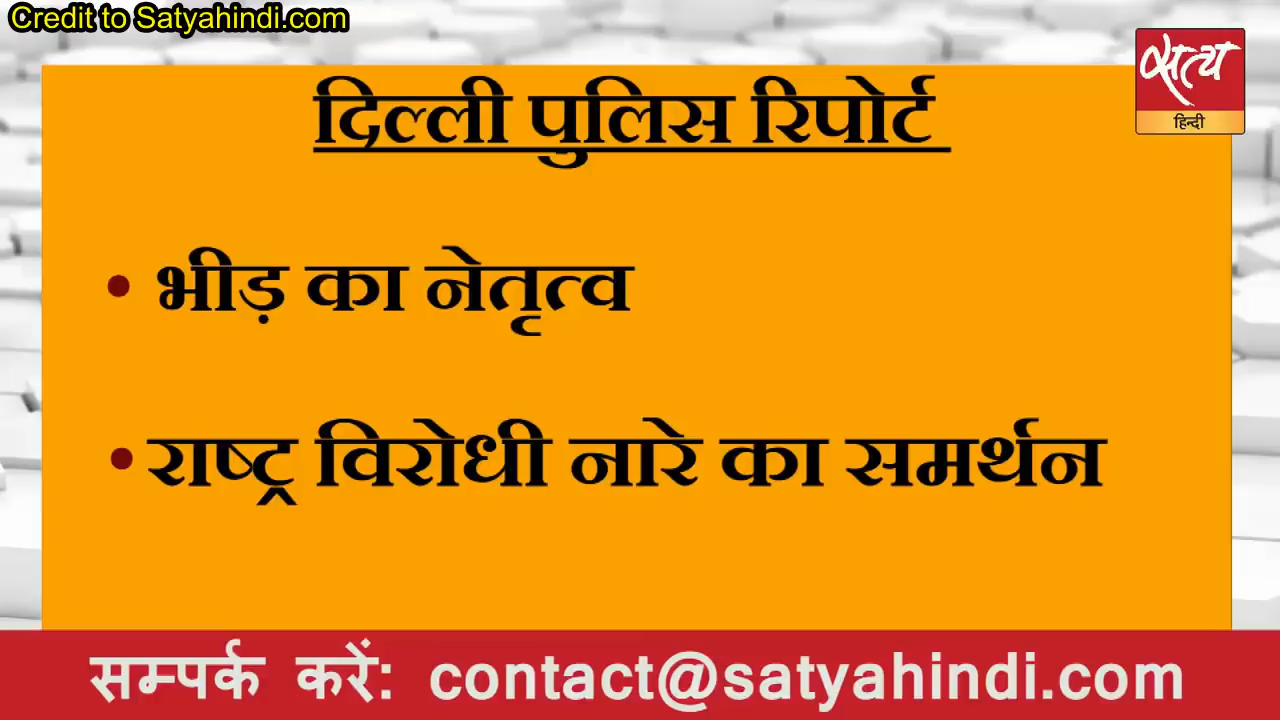 Credit to Satyahindi.com
सत्य
हिन्दी
दिल्ली पुलिस रिपोर्ट
• भीड़ का नेतृत्व
• राष्ट्र विरोधी नारे का समर्थन
सम्पर्क करें: contact@satyahindi.com